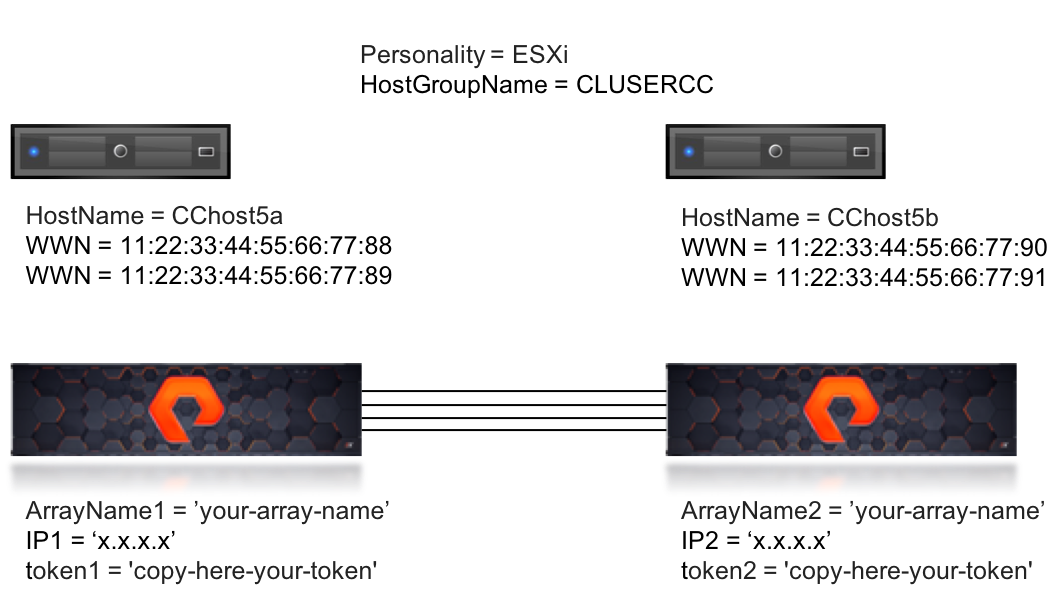 Personality = ESXi
HostGroupName = CLUSERCC
HostName = CChost5a
WWN = 11:22:33:44:55:66:77:88
WWN = 11:22:33:44:55:66:77:89
HostName = CChost5b
WWN = 11:22:33:44:55:66:77:90
WWN = 11:22:33:44:55:66:77:91
ArrayName1 = ’your-array-name’
IP1 = ‘x.x.x.x’
token1 = 'copy-here-your-token'
ArrayName2 = ’your-array-name’
IP2 = ‘x.x.x.x’
token2 = 'copy-here-your-token'